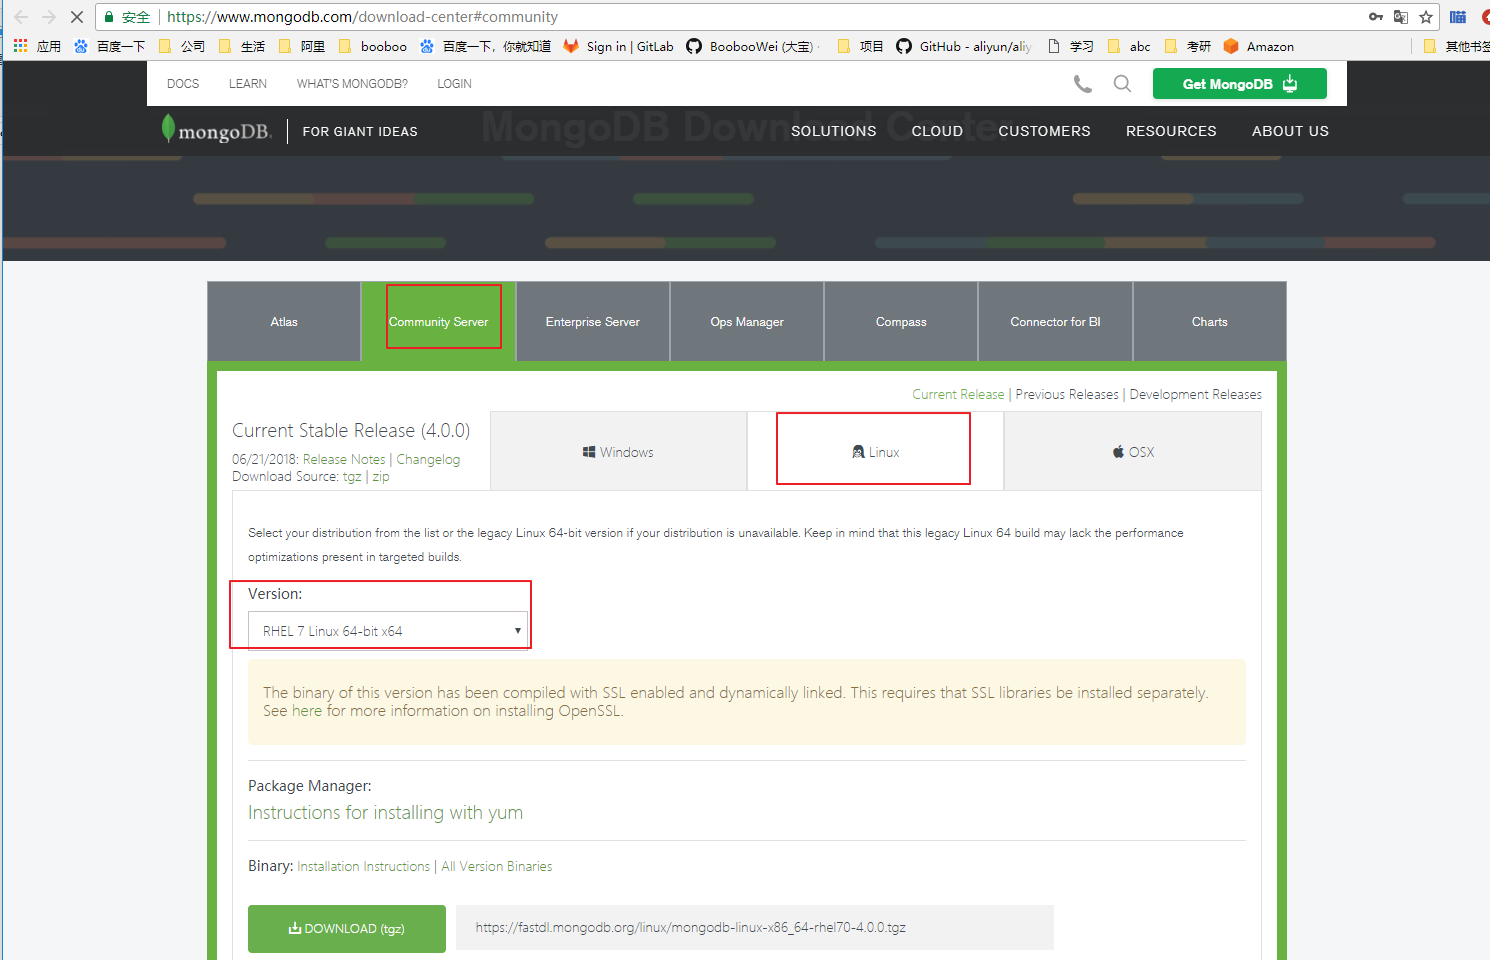 安全 https://www.mongodb.com/download-center#community
应用 百度一下 公司 生活 阿里 booboo 百度一下，你就知道 Sign in | GitLab BoobooWei (大宝) · 项目 GitHub - aliyun/aliy 学习 abc 考研 Amazon 其他书签
DOCS LEARN WHAT'S MONGODB? LOGIN Get MongoDB
MongoDB Download Center
mongoDB. FOR GIANT IDEAS SOLUTIONS CLOUD CUSTOMERS RESOURCES ABOUT US
Atlas Community Server Enterprise Server Ops Manager Compass Connector for BI Charts
Current Release | Previous Releases | Development Releases
Current Stable Release (4.0.0)
06/21/2018: Release Notes | Changelog
Download Source: tgz | zip
Windows Linux OSX
Select your distribution from the list or the legacy Linux 64-bit version if your distribution is unavailable. Keep in mind that this legacy Linux 64 build may lack the performance
optimizations present in targeted builds.
Version:
RHEL 7 Linux 64-bit x64
The binary of this version has been compiled with SSL enabled and dynamically linked. This requires that SSL libraries be installed separately.
See here for more information on installing OpenSSL.
Package Manager:
Instructions for installing with yum
Binary: Installation Instructions | All Version Binaries
DOWNLOAD (tgz) https://fastdl.mongodb.org/linux/mongodb-linux-x86_64-rhel70-4.0.0.tgz